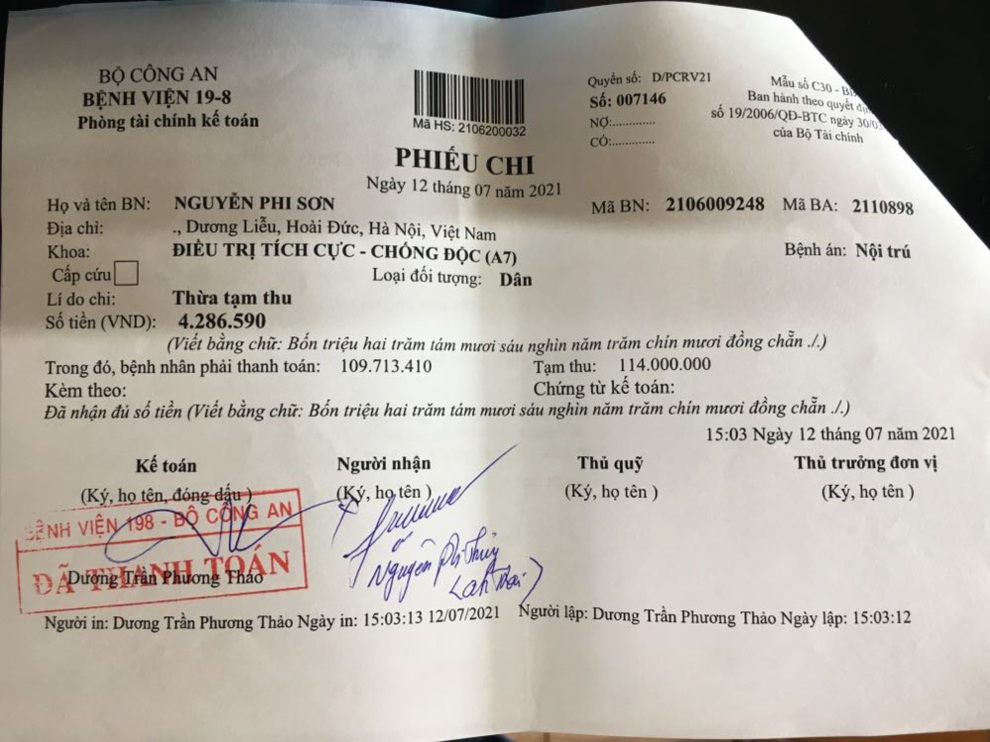 BỘ CÔNG AN
BỆNH VIỆN 19-8
Phòng tài chính kế toán
Mã HS: 2106200032
Quyển số: D/PCRV21
Số: 007146
NỢ:.............
CÓ:.............
Mẫu số C30 - B
Ban hành theo quyết đ
số 19/2006/QĐ-BTC ngày 30/0
của Bộ Tài chính
PHIẾU CHI
Ngày 12 tháng 07 năm 2021
Họ và tên BN: NGUYỄN PHI SƠN Mã BN: 2106009248 Mã BA: 2110898
Địa chỉ: ., Dương Liễu, Hoài Đức, Hà Nội, Việt Nam
Khoa: ĐIỀU TRỊ TÍCH CỰC - CHỐNG ĐỘC (A7) Bệnh án: Nội trú
Cấp cứu Loại đối tượng: Dân
Lí do chi: Thừa tạm thu
Số tiền (VND): 4.286.590
(Viết bằng chữ: Bốn triệu hai trăm tám mươi sáu nghìn năm trăm chín mươi đồng chẵn ./.)
Trong đó, bệnh nhân phải thanh toán: 109.713.410 Tạm thu: 114.000.000
Kèm theo: Chứng từ kế toán:
Đã nhận đủ số tiền (Viết bằng chữ: Bốn triệu hai trăm tám mươi sáu nghìn năm trăm chín mươi đồng chẵn ./.)
15:03 Ngày 12 tháng 07 năm 2021
Kế toán Người nhận Thủ quỹ Thủ trưởng đơn vị
(Ký, họ tên, đóng dấu) (Ký, họ tên ) (Ký, họ tên ) (Ký, họ tên )
BỆNH VIỆN 198 - BỘ CÔNG AN
ĐÃ THANH TOÁN
Dương Trần Phương Thảo
Nguyễn Phi Thủy
Người in: Dương Trần Phương Thảo Ngày in: 15:03:13 12/07/2021 Người lập: Dương Trần Phương Thảo Ngày lập: 15:03:12